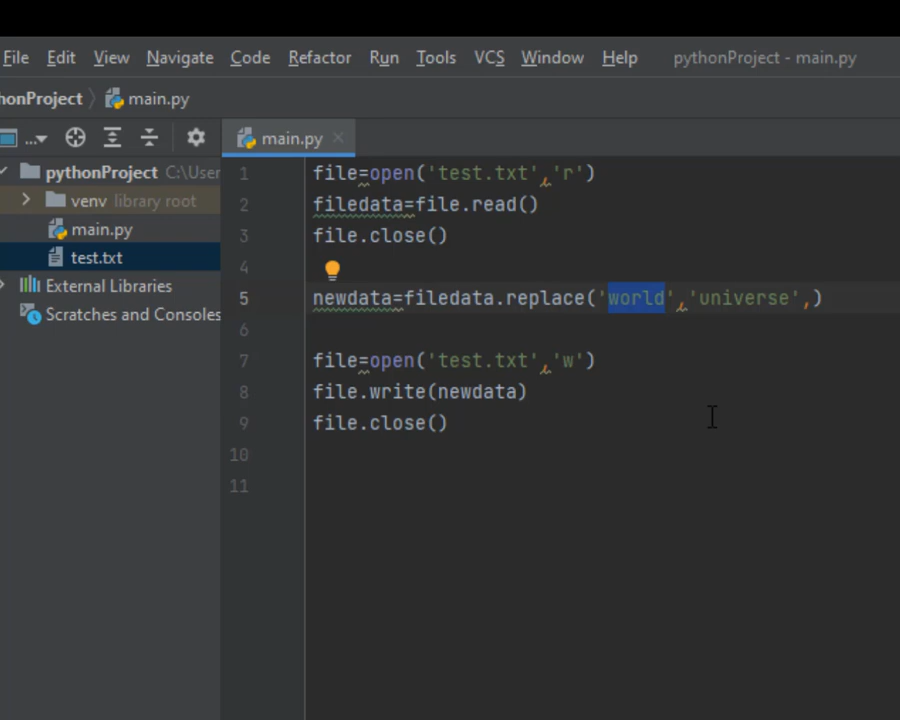 File Edit View Navigate Code Refactor Run Tools VCS Window Help pythonProject - main.py
honProject main.py
... main.py
pythonProject C:\User
venv library root
main.py
test.txt
External Libraries
Scratches and Consoles
1 file=open('test.txt','r')
2 filedata=file.read()
3 file.close()
4
5 newdata=filedata.replace('world','universe',)
6
7 file=open('test.txt','w')
8 file.write(newdata)
9 file.close()
10
11